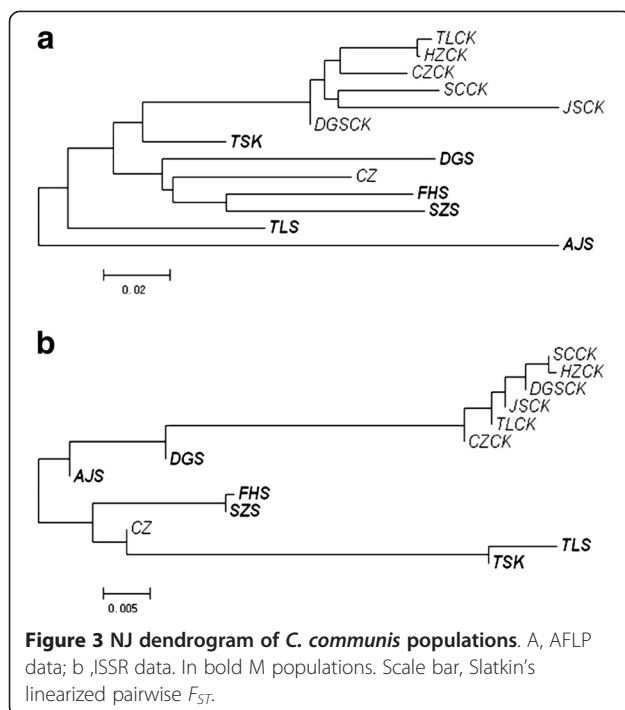 a
TLCK
HZCK
CZCK
SCCK
JSCK
DGSCK
TSK
DGS
CZ
FHS
SZS
TLS
AJS
0.02
b
SCCK
HZCK
DGSCK
JSCK
TLCK
CZCK
DGS
AJS
FHS
SZS
CZ
TLS
TSK
0.005
Figure 3 NJ dendrogram of C. communis populations. A, AFLP
data; b ,ISSR data. In bold M populations. Scale bar, Slatkin's
linearized pairwise FST.